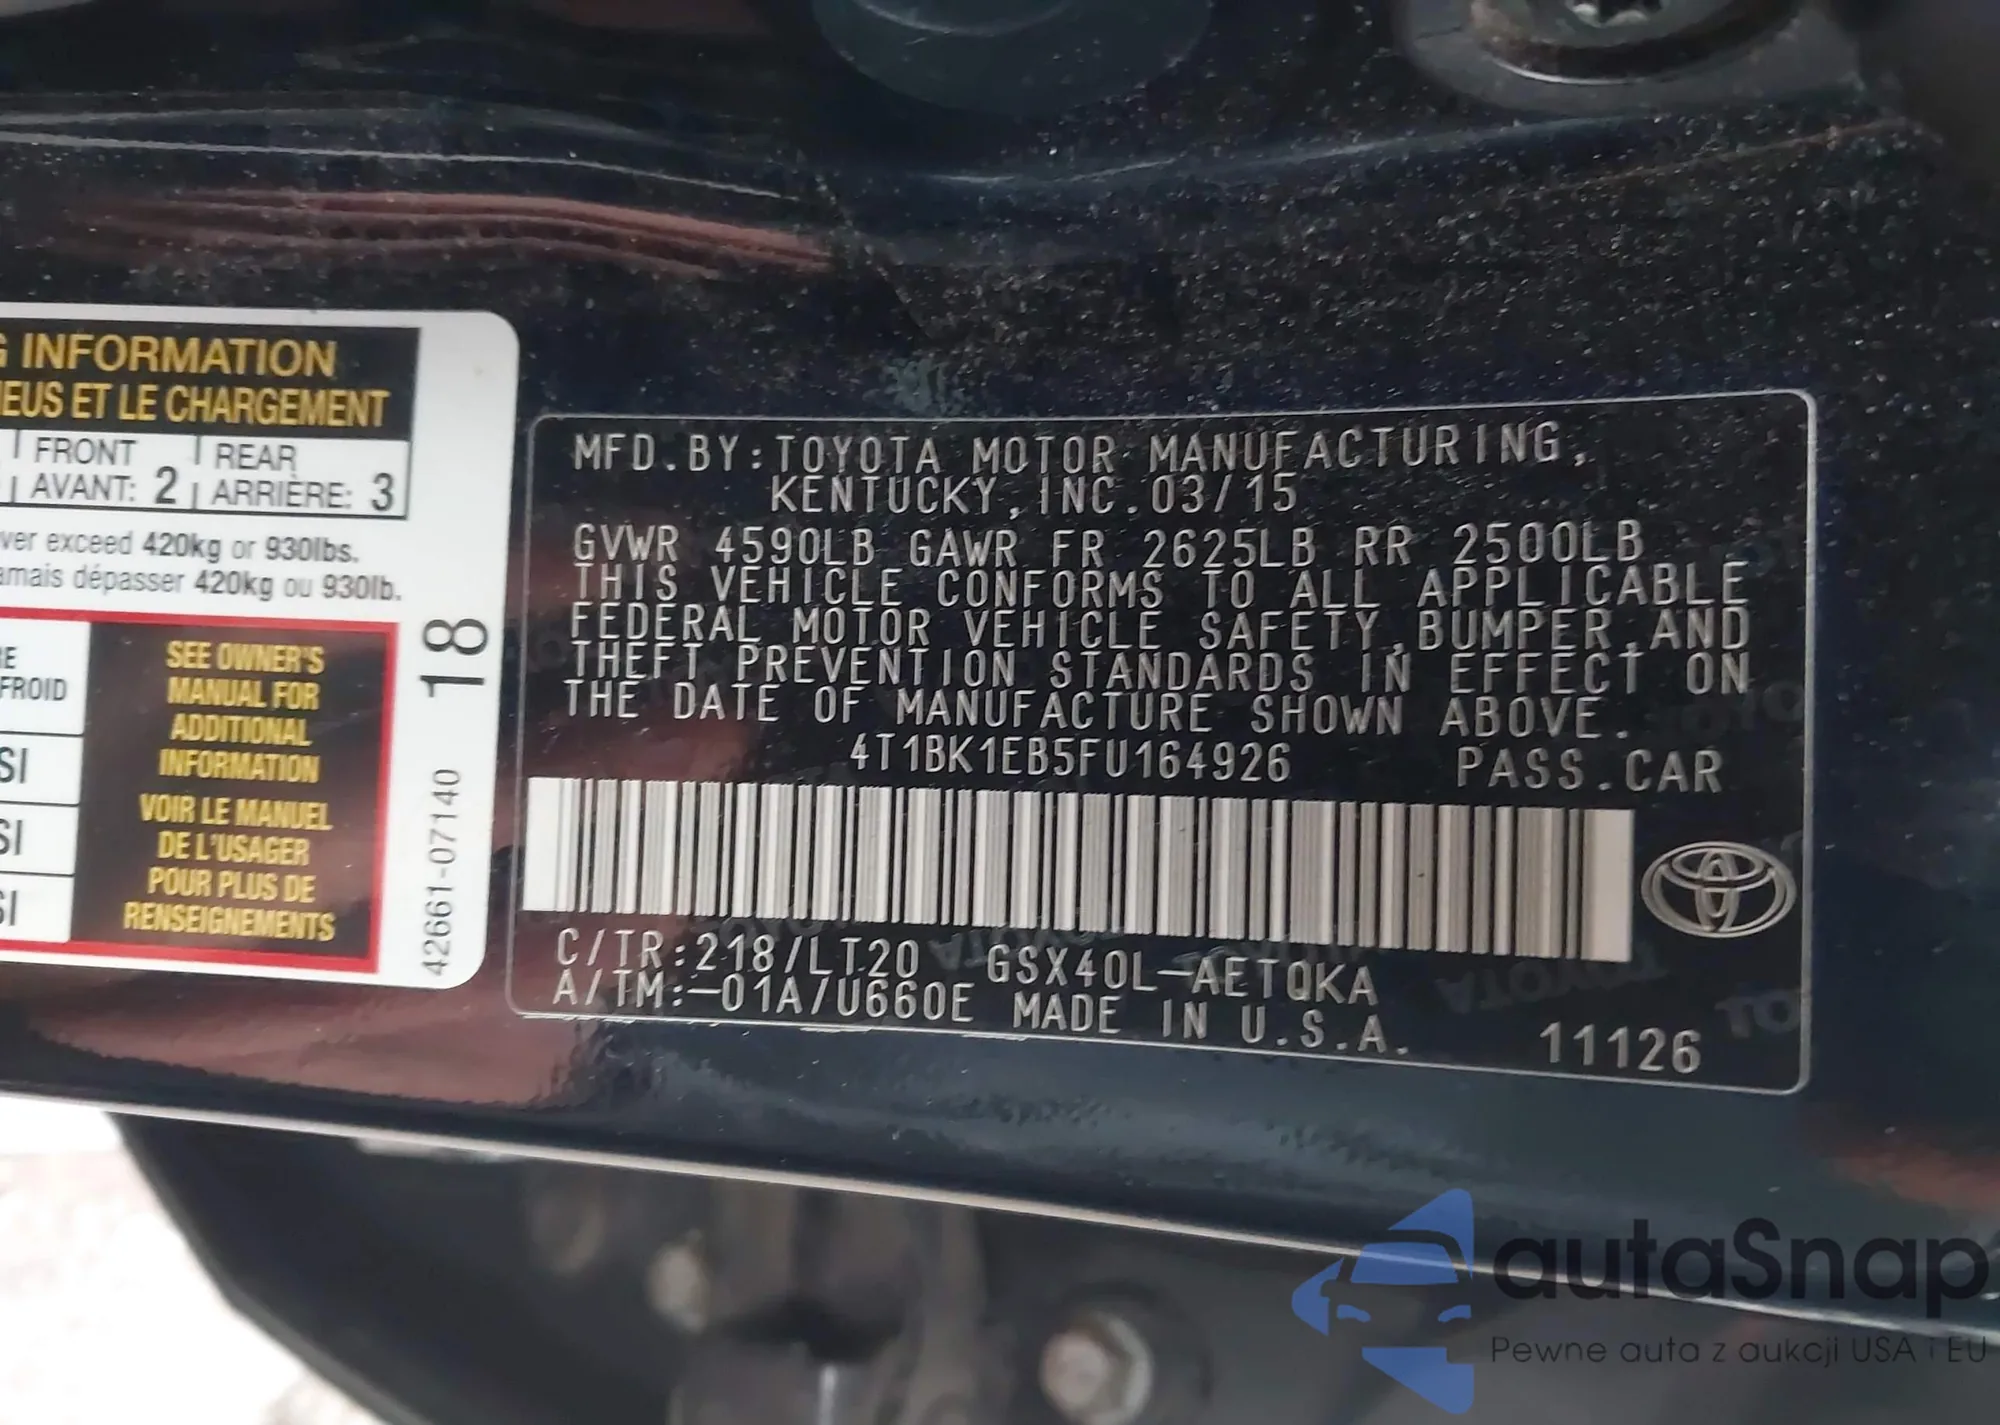 INFORMATION
ET LE CHARGEMENT
FRONT REAR
AVANT: 2 ARRIÈRE: 3
exceed 420kg or 930lbs.
dépasser 420kg ou 930lb.
FROID
SEE OWNER'S
MANUAL FOR
ADDITIONAL
INFORMATION
VOIR LE MANUEL
DE L'USAGER
POUR PLUS DE
RENSEIGNEMENTS
42661-07140 18
MFD.BY:TOYOTA MOTOR MANUFACTURING,
KENTUCKY, INC.03/15
GVWR 4590LB GAWR FR 2625LB RR 2500LB
THIS VEHICLE CONFORMS TO ALL APPLICABLE
FEDERAL MOTOR VEHICLE SAFETY,BUMPER,AND
THEFT PREVENTION STANDARDS IN EFFECT ON
THE DATE OF MANUFACTURE SHOWN ABOVE.
4T1BK1EB5FU164926 PASS.CAR
C/TR:218/LT20 GSX40L-AETQKA
A/TM:-01A/U660E MADE IN U.S.A. 11126
autaSnap
Pewne auta z aukcji USA i EU